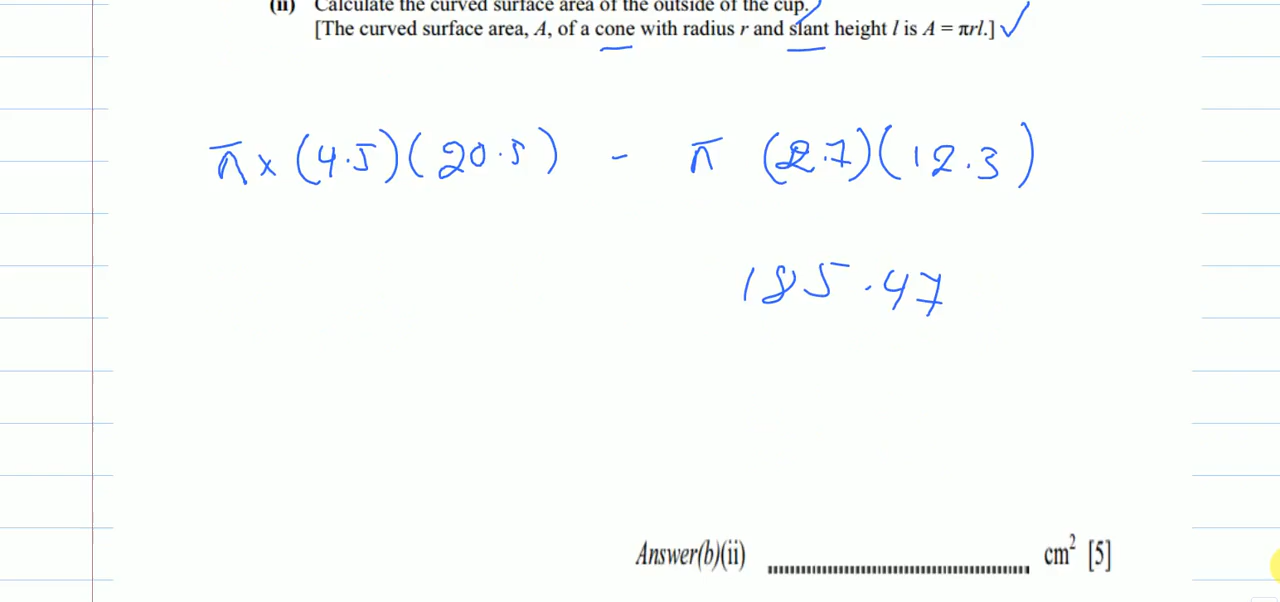 (ii) Calculate the curved surface area of the outside of the cup.
[The curved surface area, A, of a cone with radius r and slant height l is A = πrl.] ✓
π × (4.5)(20.5) - π (2.7)(12.3)
185.47
Answer(b)(ii) ................................................ cm² [5]